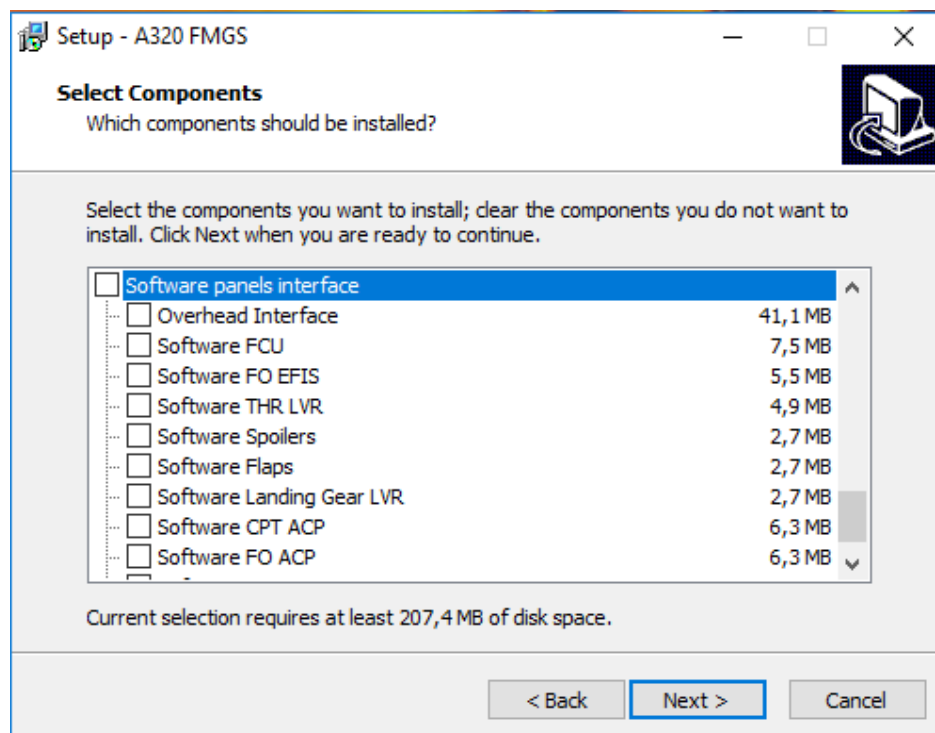 Setup - A320 FMGS
Select Components
Which components should be installed?
Select the components you want to install; clear the components you do not want to
install. Click Next when you are ready to continue.
Software panels interface
Overhead Interface 41,1 MB
Software FCU 7,5 MB
Software FO EFIS 5,5 MB
Software THR LVR 4,9 MB
Software Spoilers 2,7 MB
Software Flaps 2,7 MB
Software Landing Gear LVR 2,7 MB
Software CPT ACP 6,3 MB
Software FO ACP 6,3 MB
Current selection requires at least 207,4 MB of disk space.
< Back Next > Cancel